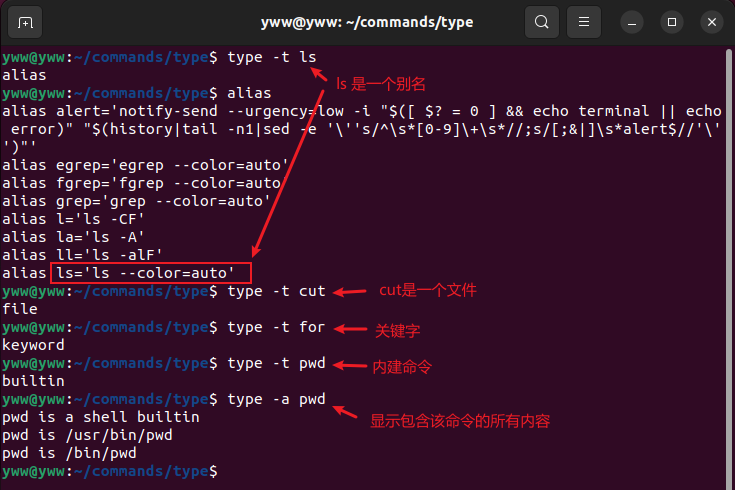 yww@yww: ~/commands/type
yww@yww:~/commands/type$ type -t ls
alias
ls 是一个别名
yww@yww:~/commands/type$ alias
alias alert='notify-send --urgency=low -i "$([ $? = 0 ] && echo terminal || echo
 error)" "$(history|tail -n1|sed -e '\''s/^\s*[0-9]\+\s*//;s/[;&|]\s*alert$//'\'
')"'
alias egrep='egrep --color=auto'
alias fgrep='fgrep --color=auto'
alias grep='grep --color=auto'
alias l='ls -CF'
alias la='ls -A'
alias ll='ls -alF'
alias ls='ls --color=auto'
yww@yww:~/commands/type$ type -t cut
cut是一个文件
file
yww@yww:~/commands/type$ type -t for
关键字
keyword
yww@yww:~/commands/type$ type -t pwd
内建命令
builtin
yww@yww:~/commands/type$ type -a pwd
显示包含该命令的所有内容
pwd is a shell builtin
pwd is /usr/bin/pwd
pwd is /bin/pwd
yww@yww:~/commands/type$